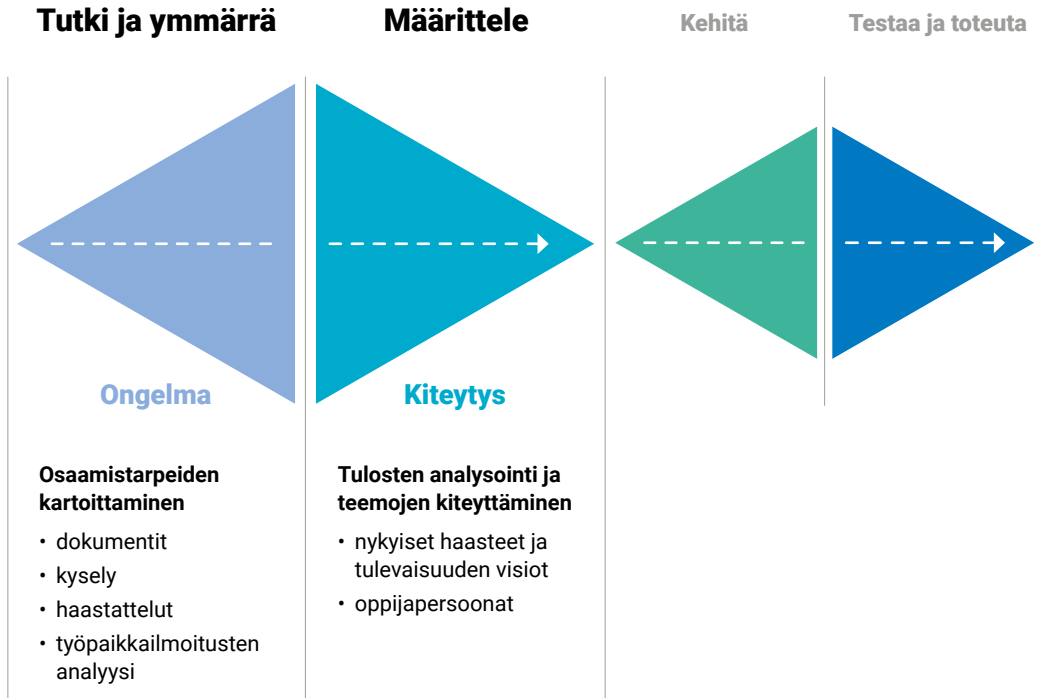 Tutki ja ymmärrä
Määrittele
Kehitä
Testaa ja toteuta
Ongelma
Kiteytys
Osaamistarpeiden
kartoittaminen
• dokumentit
• kysely
• haastattelut
• työpaikkailmoitusten
analyysi
Tulosten analysointi ja
teemojen kiteyttäminen
• nykyiset haasteet ja
tulevaisuuden visiot
• oppijapersoonat